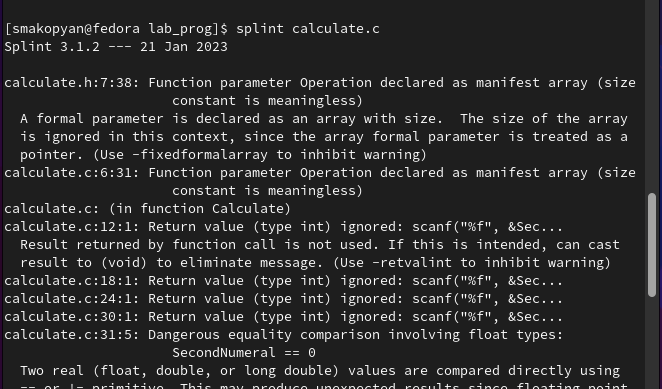 [smakopyan@fedora lab_prog]$ splint calculate.c
Splint 3.1.2 --- 21 Jan 2023
calculate.h:7:38: Function parameter Operation declared as manifest array (size
constant is meaningless)
A formal parameter is declared as an array with size.  The size of the array
is ignored in this context, since the array formal parameter is treated as a
pointer. (Use -fixedformalarray to inhibit warning)
calculate.c:6:31: Function parameter Operation declared as manifest array (size
constant is meaningless)
calculate.c: (in function Calculate)
calculate.c:12:1: Return value (type int) ignored: scanf("%f", &Sec...
Result returned by function call is not used. If this is intended, can cast
result to (void) to eliminate message. (Use -retvalint to inhibit warning)
calculate.c:18:1: Return value (type int) ignored: scanf("%f", &Sec...
calculate.c:24:1: Return value (type int) ignored: scanf("%f", &Sec...
calculate.c:30:1: Return value (type int) ignored: scanf("%f", &Sec...
calculate.c:31:5: Dangerous equality comparison involving float types:
SecondNumeral == 0
Two real (float, double, or long double) values are compared directly using
== or != primitive. This may produce unexpected results since floating point